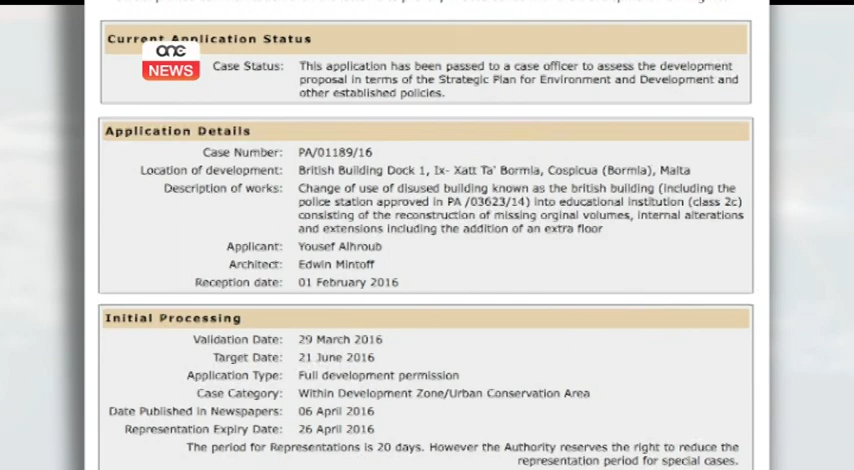 Current Application Status
one
NEWS
Case Status: This application has been passed to a case officer to assess the development
proposal in terms of the Strategic Plan for Environment and Development and
other established policies.
Application Details
Case Number: PA/01189/16
Location of development: British Building Dock 1, Ix- Xatt Ta' Bormla, Cospicua (Bormla), Malta
Description of works: Change of use of disused building known as the british building (including the
police station approved in PA /03623/14) into educational institution (class 2c)
consisting of the reconstruction of missing orginal volumes, internal alterations
and extensions including the addition of an extra floor
Applicant: Yousef Alhroub
Architect: Edwin Mintoff
Reception date: 01 February 2016
Initial Processing
Validation Date: 29 March 2016
Target Date: 21 June 2016
Application Type: Full development permission
Case Category: Within Development Zone/Urban Conservation Area
Date Published in Newspapers: 06 April 2016
Representation Expiry Date: 26 April 2016
The period for Representations is 20 days. However the Authority reserves the right to reduce the
representation period for special cases.